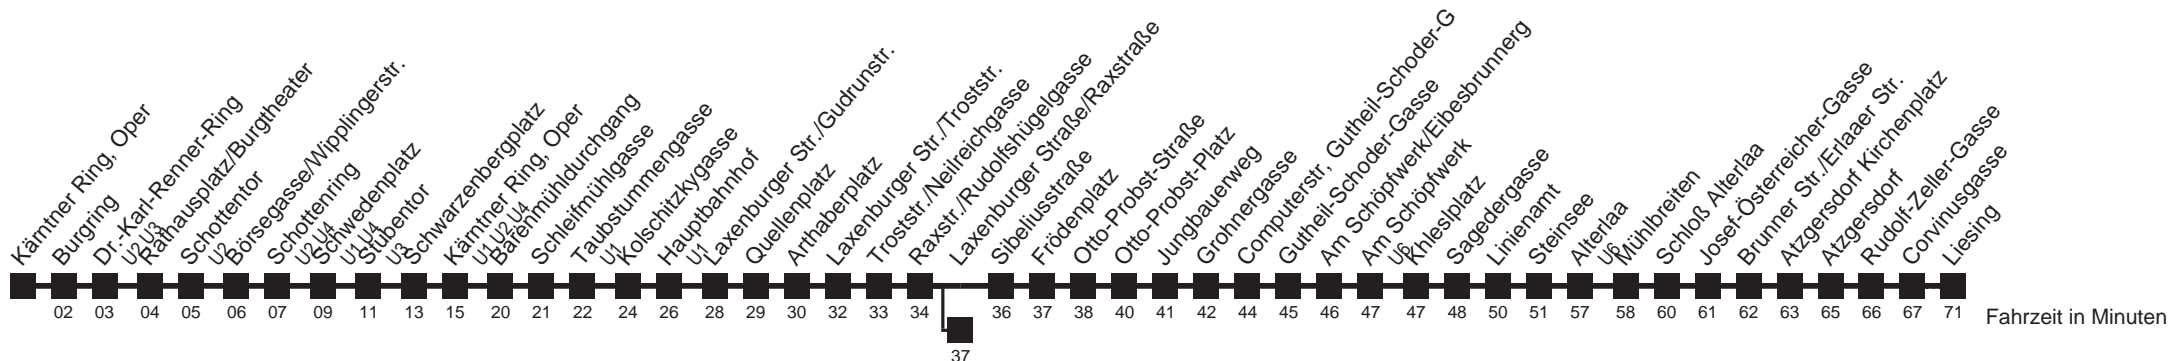 Kärntner Ring, Oper
Burgring
Dr.-Karl-Renner-Ring
U2 U3
Rathausplatz/Burgtheater
Schottentor
U2
Börsegasse/Wipplingerstr.
Schottenring
U2 U4
Schwedenplatz
U1 U4
Stubentor
U3
Schwarzenbergplatz
Kärntner Ring, Oper
U1 U2 U4
Bärenmühldurchgang
Schleifmühlgasse
Taubstummengasse
U1
Kolschitzkygasse
Hauptbahnhof
U1
Laxenburger Str./Gudrunstr.
Quellenplatz
Arthaberplatz
Laxenburger Str./Troststr.
Troststr./Neilreichgasse
Raxstr./Rudolfshügelgasse
Laxenburger Straße/Raxstraße
Sibeliusstraße
Frödenplatz
Otto-Probst-Straße
Otto-Probst-Platz
Jungbauerweg
Grohnergasse
Computerstr, Gutheil-Schoder-G
Gutheil-Schoder-Gasse
Am Schöpfwerk/Eibesbrunnerg
Am Schöpfwerk
U6
Khleslplatz
Sagedergasse
Linienamt
Steinsee
Alterlaa
U6
Mühlbreiten
Schloß Alterlaa
Josef-Österreicher-Gasse
Brunner Str./Erlaaer Str.
Atzgersdorf Kirchenplatz
Atzgersdorf
Rudolf-Zeller-Gasse
Corvinusgasse
Liesing
02 03 04 05 06 07 09 11 13 15 20 21 22 24 26 28 29 30 32 33 34 36 37 38 40 41 42 44 45 46 47 47 48 50 51 57 58 60 61 62 63 65 66 67 71 Fahrzeit in Minuten
37